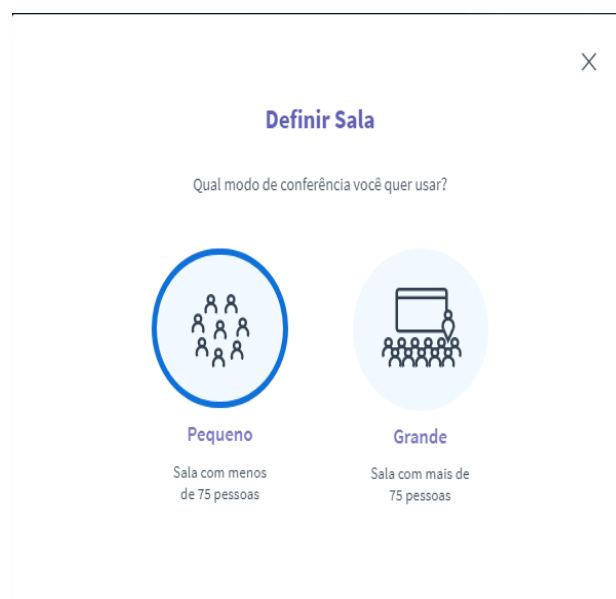 Definir Sala
Qual modo de conferência você quer usar?
Pequeno
Sala com menos
de 75 pessoas
Grande
Sala com mais de
75 pessoas